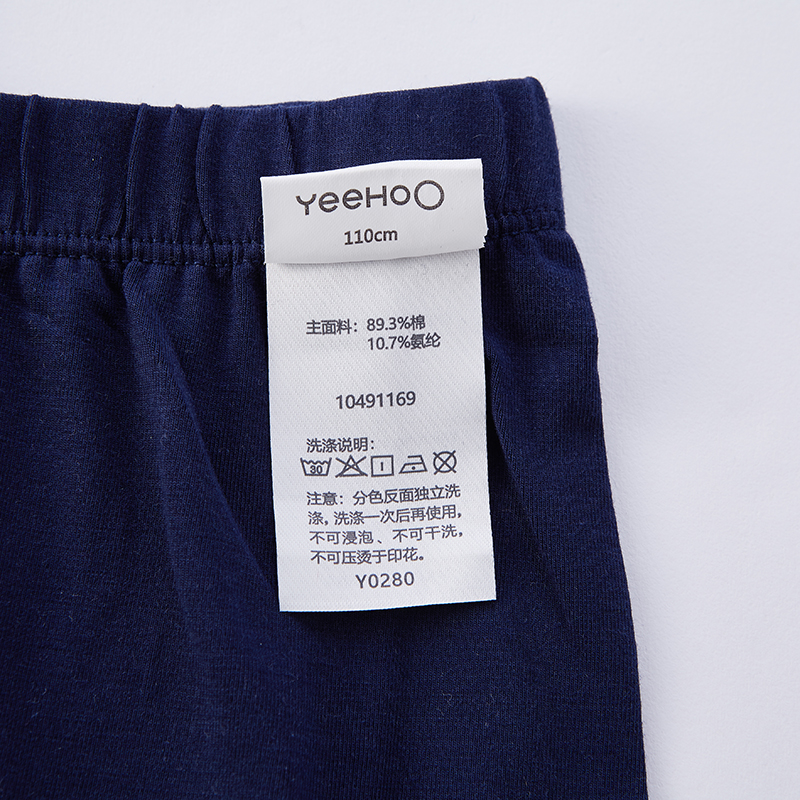 YeeHoO
110cm
主面料：89.3%棉
10.7%氨纶
10491169
洗涤说明：
30
注意：分色反面独立洗
涤，洗涤一次后再使用，
不可浸泡、不可干洗，
不可压烫于印花。
Y0280